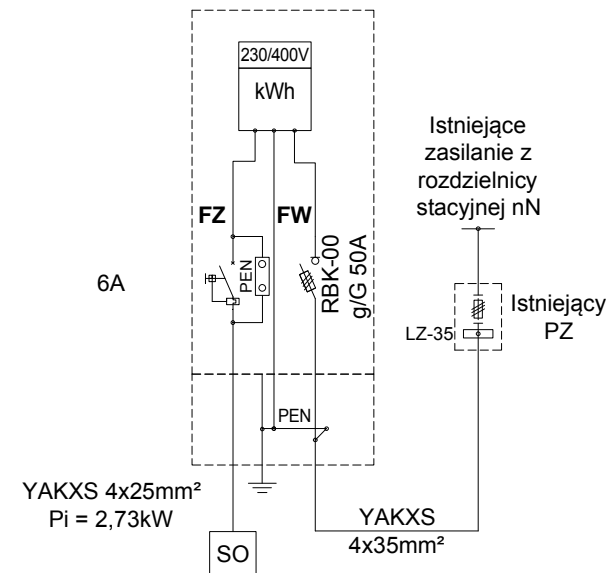 230/400V
kWh
FZ
FW
PEN
RBK-00
g/G 50A
6A
Istniejące
zasilanie z
rozdzielnicy
stacyjnej nN
LZ-35
Istniejący
PZ
PEN
YAKXS 4x25mm²
Pi = 2,73kW
SO
YAKXS
4x35mm²